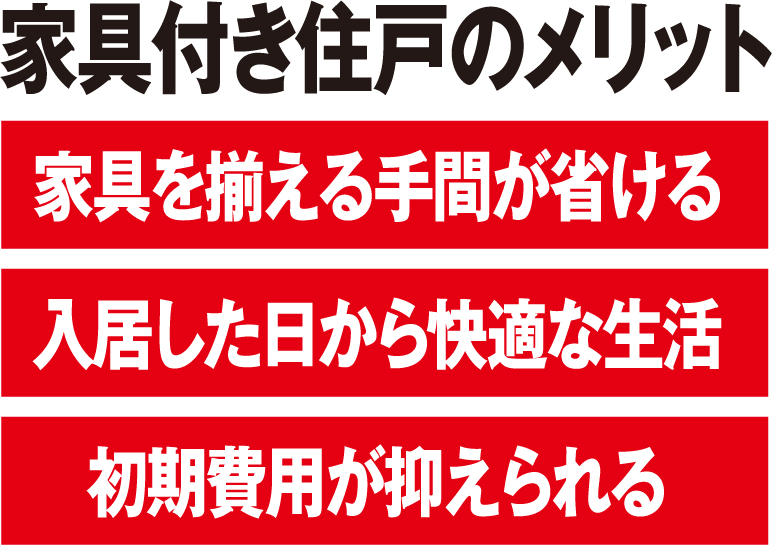 家具付き住戸のメリット
家具を揃える手間が省ける
入居した日から快適な生活
初期費用が抑えられる